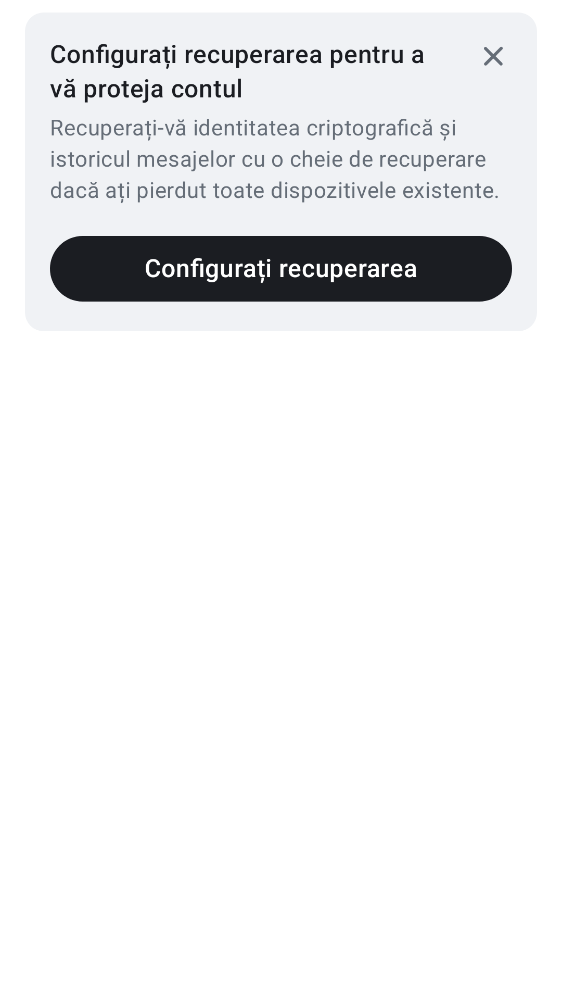 Configurați recuperarea pentru a
vă proteja contul
Recuperați-vă identitatea criptografică și
istoricul mesajelor cu o cheie de recuperare
dacă ați pierdut toate dispozitivele existente.
Configurați recuperarea